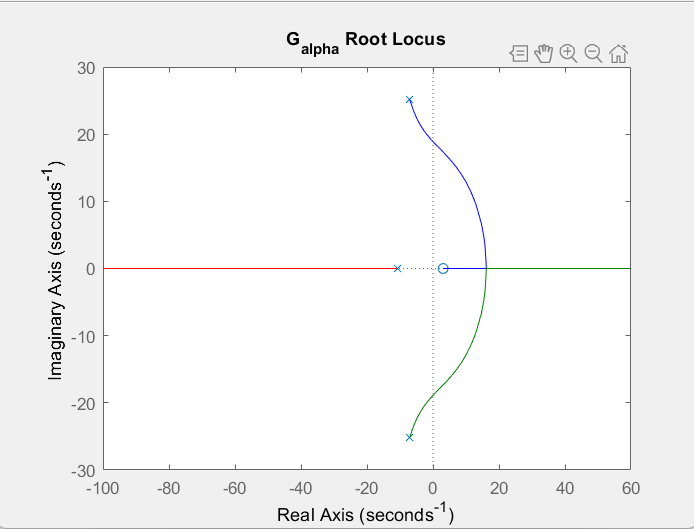 G_alpha Root Locus
Imaginary Axis (seconds^-1)
30
20
10
0
-10
-20
-30
-100 -80 -60 -40 -20 0 20 40 60
Real Axis (seconds^-1)